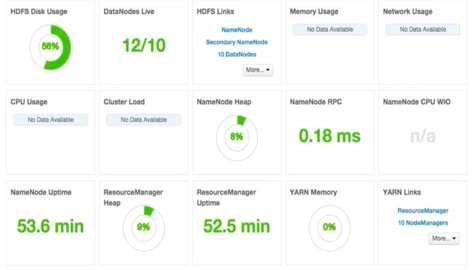 HDFS Disk Usage
56%
DataNodes Live
12/10
HDFS Links
NameNode
Secondary NameNode
10 DataNodes
More...
Memory Usage
No Data Available
Network Usage
No Data Available
CPU Usage
No Data Available
Cluster Load
No Data Available
NameNode Heap
8%
NameNode RPC
0.18 ms
NameNode CPU WIO
n/a
NameNode Uptime
53.6 min
ResourceManager
Heap
9%
ResourceManager
Uptime
52.5 min
YARN Memory
0%
YARN Links
ResourceManager
10 NodeManagers
More...